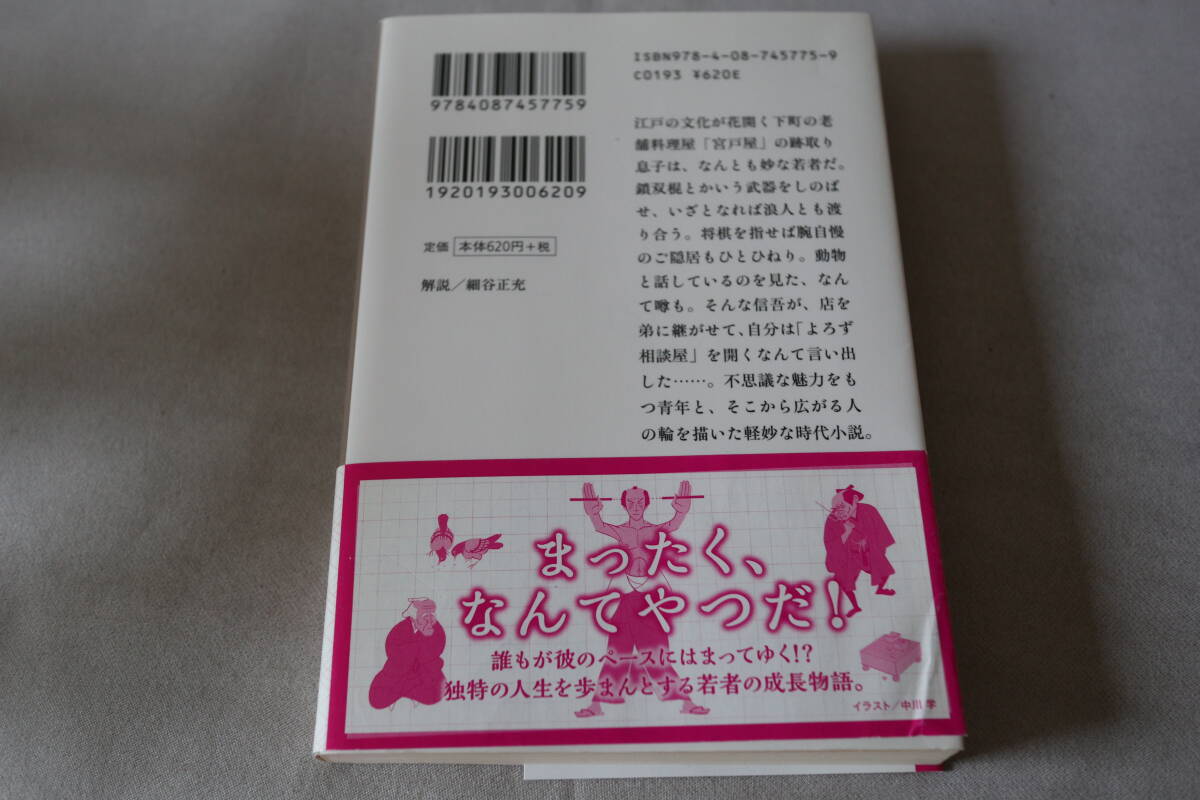 ISBN978-4-08-745775-9
C0193 ¥620E
9784087457759
1920193006209
定価 本体620円+税
解説/細谷正充
江戸の文化が花開く下町の老
舗料理屋「宮戸屋」の跡取り
息子は、なんとも妙な若者だ。
鎖双棍とかいう武器をしのば
せ、いざとなれば浪人とも渡
り合う。将棋を指せば腕自慢
のご隠居もひとひねり。動物
と話しているのを見た、なん
て噂も。そんな信吾が、店を
弟に継がせて、自分は「よろず
相談屋」を開くなんて言い出
した……。不思議な魅力をも
つ青年と、そこから広がる人
の輪を描いた軽妙な時代小説。
まったく、
なんてやつだ!
誰もが彼のペースにはまってゆく!?
独特の人生を歩まんとする若者の成長物語。
イラスト/中川 学